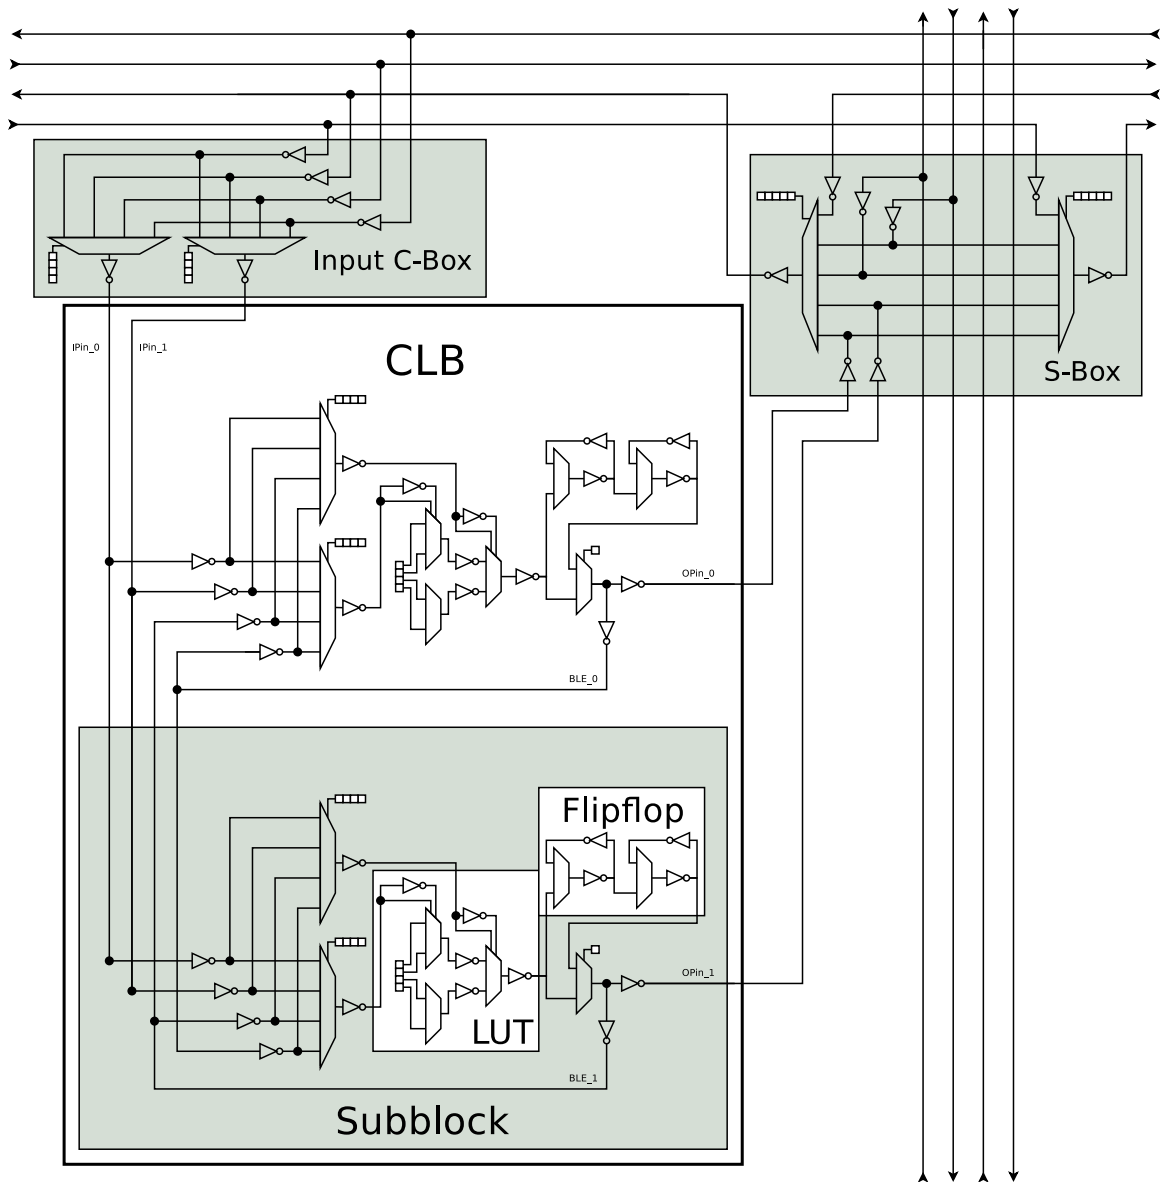 Input C-Box
S-Box
IPin_0
IPin_1
CLB
OPin_0
BLE_0
Flipflop
LUT
OPin_1
BLE_1
Subblock